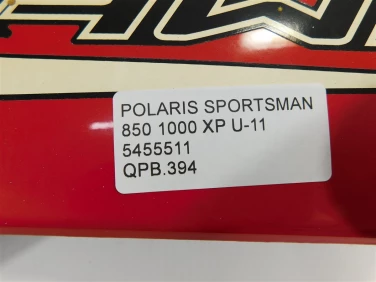 POLARIS SPORTSMAN
850 1000 XP U-11
5455511
QPB.394